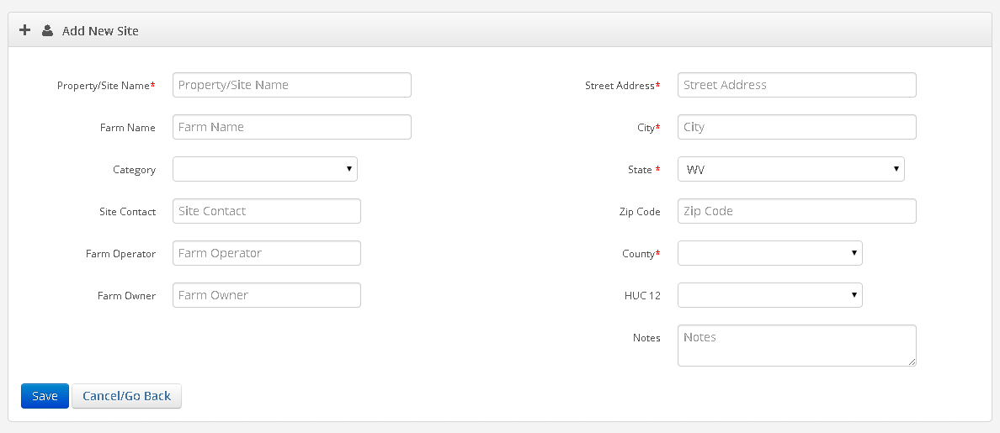 Add New Site
Property/Site Name* Property/Site Name
Farm Name Farm Name
Category
Site Contact Site Contact
Farm Operator Farm Operator
Farm Owner Farm Owner
Street Address* Street Address
City* City
State * WV
Zip Code Zip Code
County*
HUC 12
Notes Notes
Save Cancel/Go Back